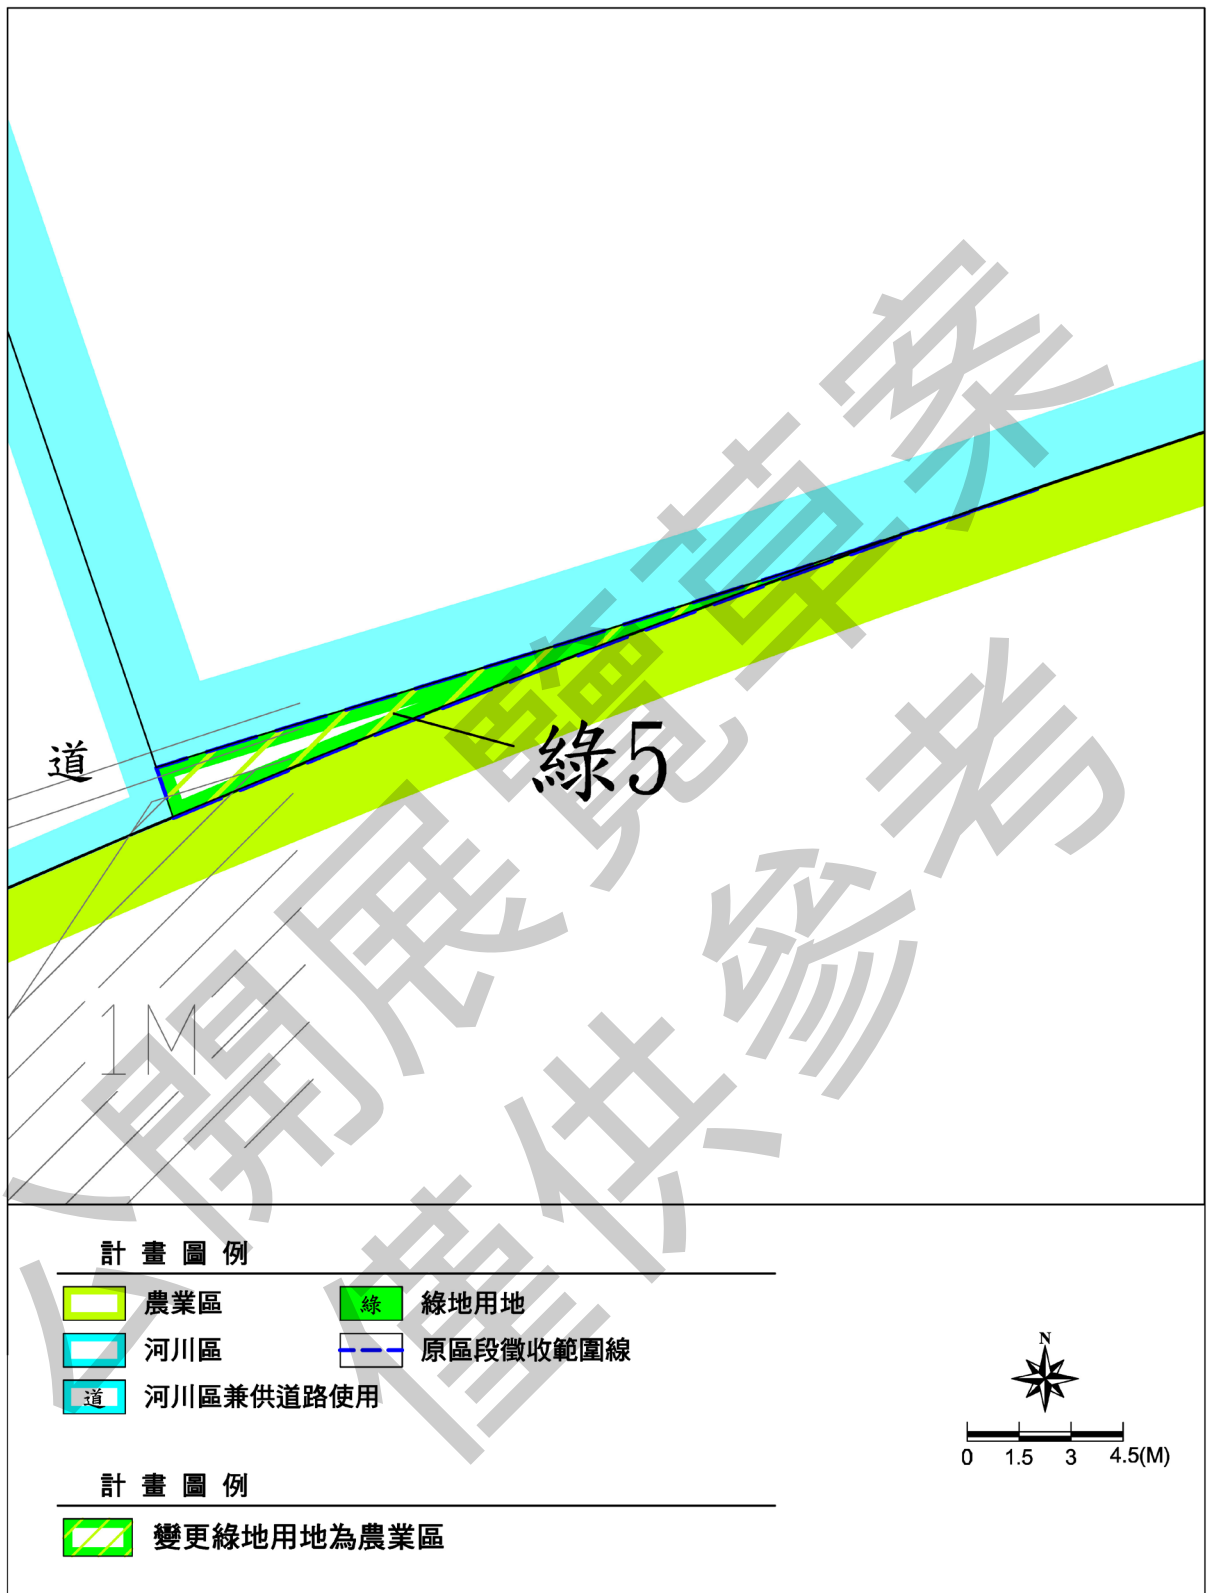 道
綠5
1M
公開展覽草案
僅供參考
計畫圖例
農業區
綠 綠地用地
河川區
原區段徵收範圍線
道 河川區兼供道路使用
N
0 1.5 3 4.5(M)
計畫圖例
變更綠地用地為農業區